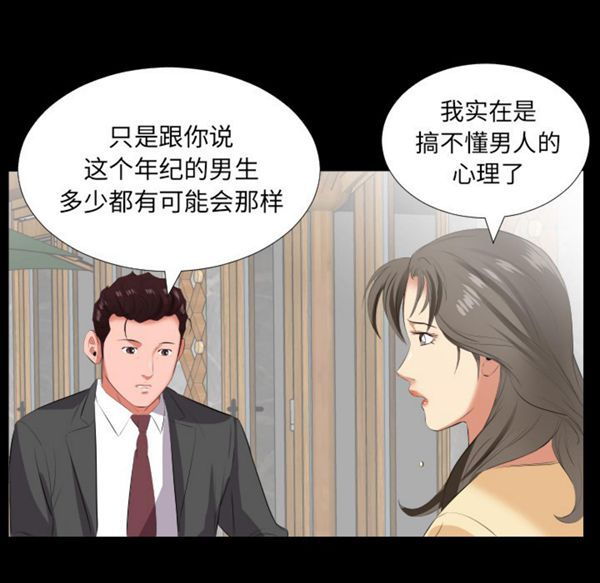 只是跟你说
这个年纪的男生
多少都有可能会那样
我实在是
搞不懂男人的
心理了